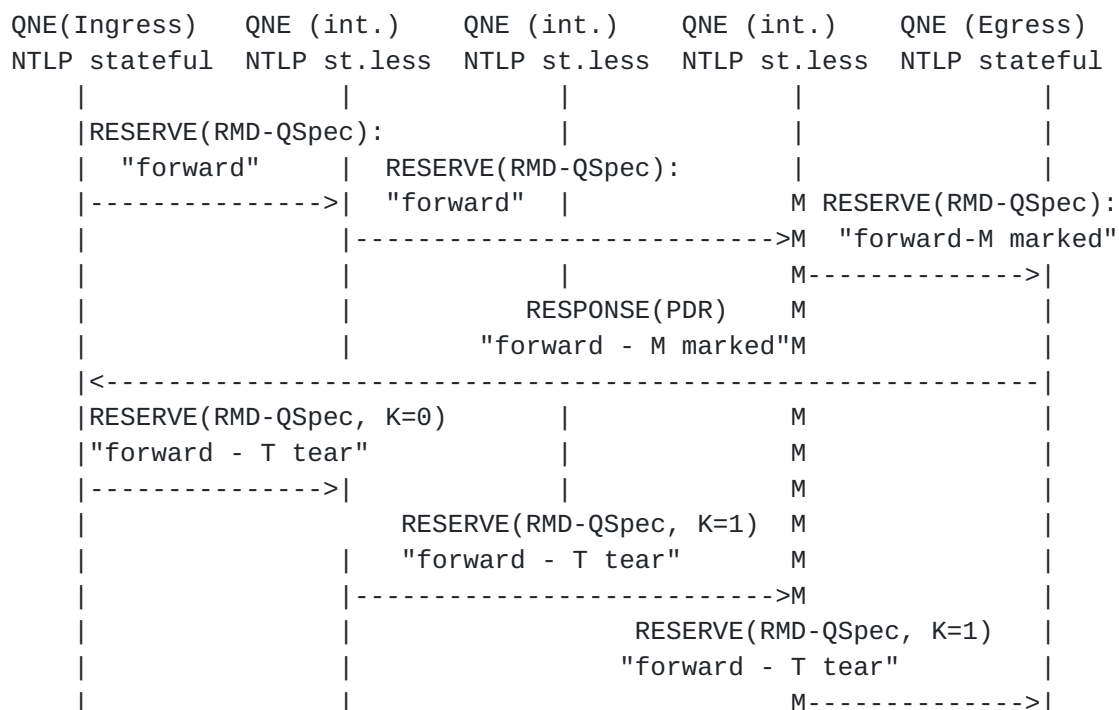 QNE(Ingress)   QNE (int.)    QNE (int.)    QNE (int.)    QNE (Egress)
NTLP stateful  NTLP st.less  NTLP st.less  NTLP st.less  NTLP stateful
RESERVE(RMD-QSpec):
"forward"      RESERVE(RMD-QSpec):
"forward"      M RESERVE(RMD-QSpec):
M  "forward-M marked"
M
RESPONSE(PDR)    M
"forward - M marked"M
RESERVE(RMD-QSpec, K=0)      M
"forward - T tear"      M
M
RESERVE(RMD-QSpec, K=1)  M
"forward - T tear"      M
M
RESERVE(RMD-QSpec, K=1)
"forward - T tear"
M